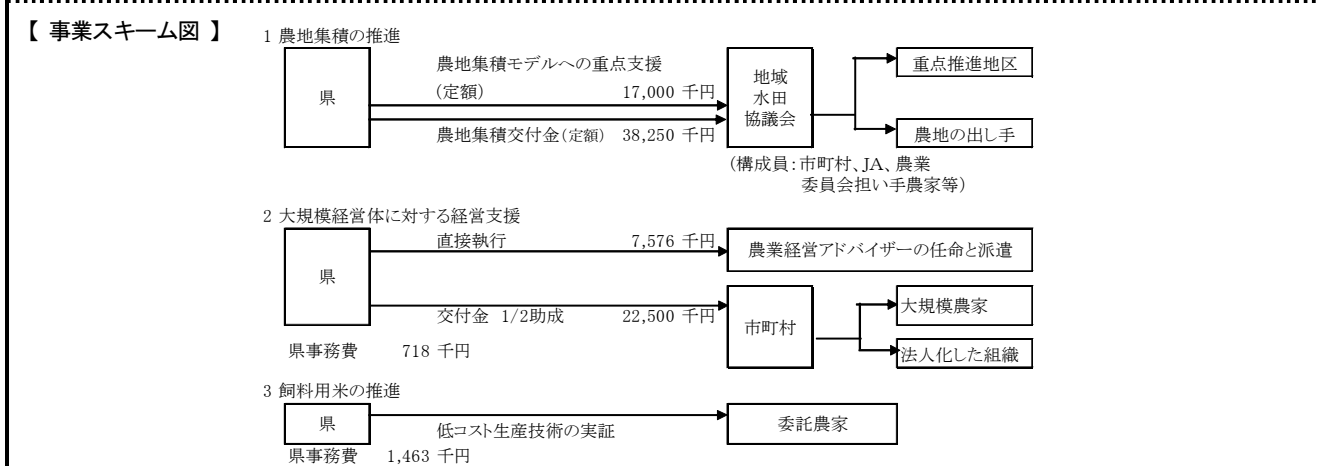 【 事業スキーム図 】
1 農地集積の推進
県
農地集積モデルへの重点支援
(定額) 17,000 千円
農地集積交付金(定額) 38,250 千円
地域
水田
協議会
重点推進地区
農地の出し手
(構成員:市町村、JA、農業
委員会担い手農家等)
2 大規模経営体に対する経営支援
県
直接執行 7,576 千円
農業経営アドバイザーの任命と派遣
交付金 1/2助成 22,500 千円
市町村
大規模農家
法人化した組織
県事務費 718 千円
3 飼料用米の推進
県
低コスト生産技術の実証
委託農家
県事務費 1,463 千円